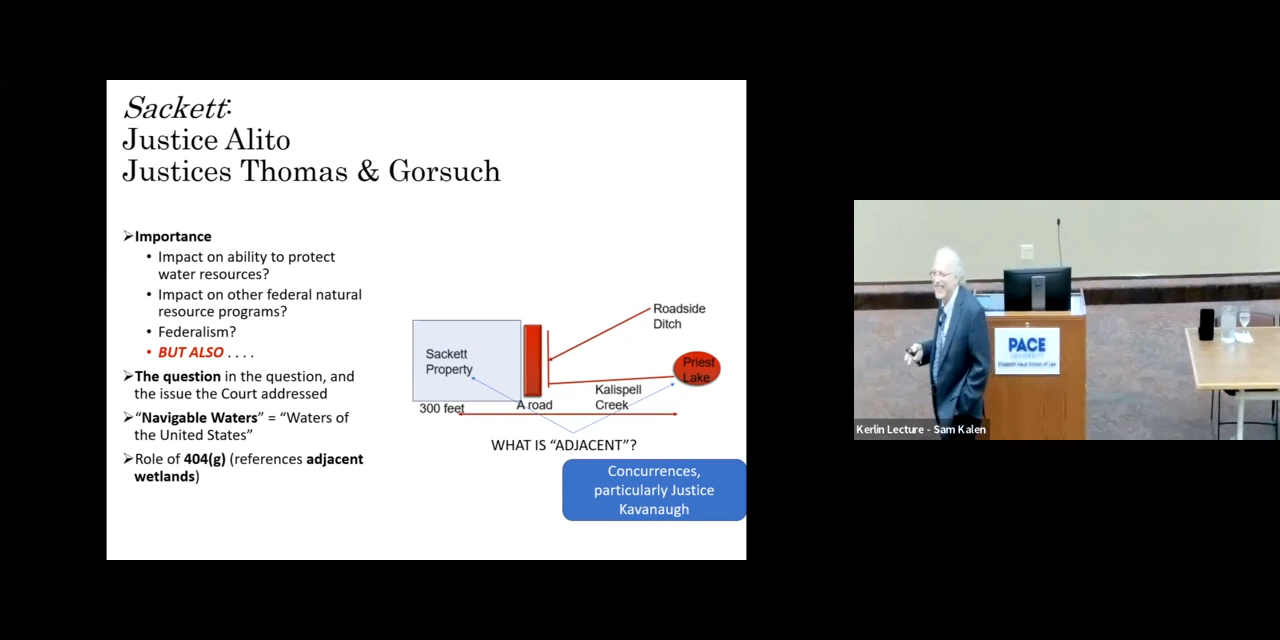 Sackett:
Justice Alito
Justices Thomas & Gorsuch
➢Importance
• Impact on ability to protect
water resources?
• Impact on other federal natural
resource programs?
• Federalism?
• BUT ALSO . . . .
➢The question in the question, and
the issue the Court addressed
➢“Navigable Waters” = “Waters of
the United States”
➢Role of 404(g) (references adjacent
wetlands)
Roadside
Ditch
Sackett
Property
Priest
Lake
Kalispell
Creek
300 feet
A road
WHAT IS “ADJACENT”?
Concurrences,
particularly Justice
Kavanaugh
PACE
Kerlin Lecture - Sam Kalen